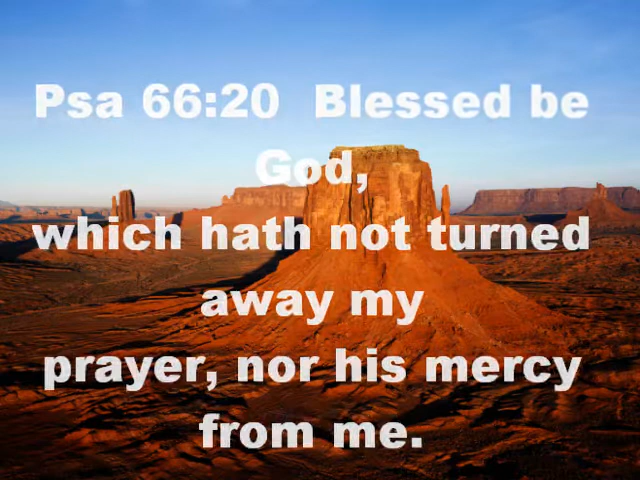 Psa 66:20  Blessed be
God,
which hath not turned
away my
prayer, nor his mercy
from me.